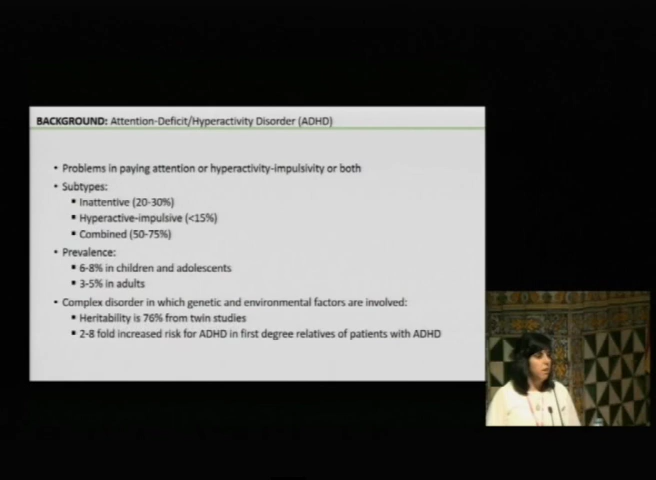 BACKGROUND: Attention-Deficit/Hyperactivity Disorder (ADHD)
• Problems in paying attention or hyperactivity-impulsivity or both
• Subtypes:
▪ Inattentive (20-30%)
▪ Hyperactive-impulsive (<15%)
▪ Combined (50-75%)
• Prevalence:
▪ 6-8% in children and adolescents
▪ 3-5% in adults
• Complex disorder in which genetic and environmental factors are involved:
▪ Heritability is 76% from twin studies
▪ 2-8 fold increased risk for ADHD in first degree relatives of patients with ADHD